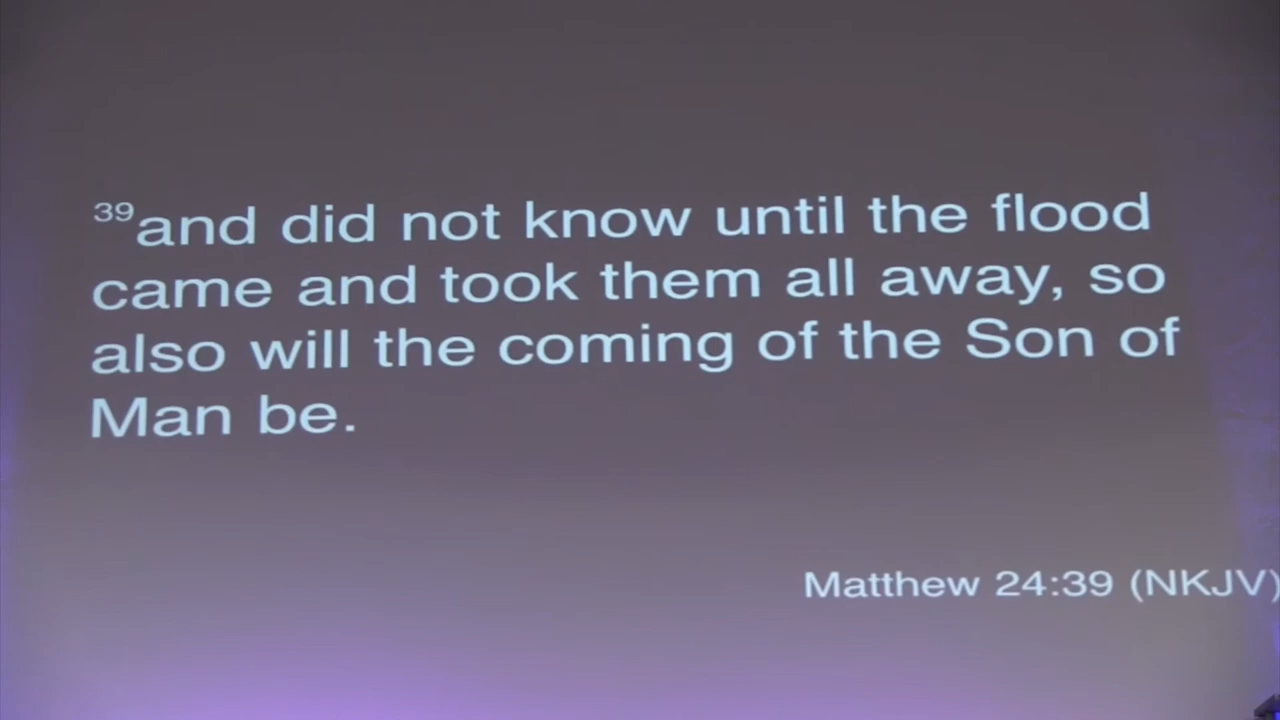 39and did not know until the flood
came and took them all away, so
also will the coming of the Son of
Man be.
Matthew 24:39 (NKJV)